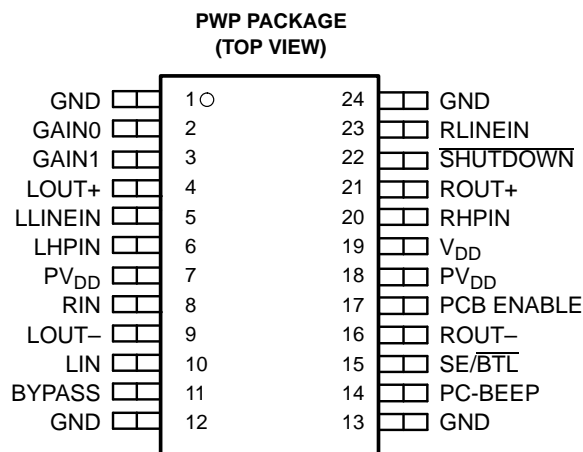 PWP PACKAGE
(TOP VIEW)
GND 1 24 GND
GAIN0 2 23 RLINEIN
GAIN1 3 22 SHUTDOWN
LOUT+ 4 21 ROUT+
LLINEIN 5 20 RHPIN
LHPIN 6 19 VDD
PVDD 7 18 PVDD
RIN 8 17 PCB ENABLE
LOUT– 9 16 ROUT–
LIN 10 15 SE/BTL
BYPASS 11 14 PC-BEEP
GND 12 13 GND